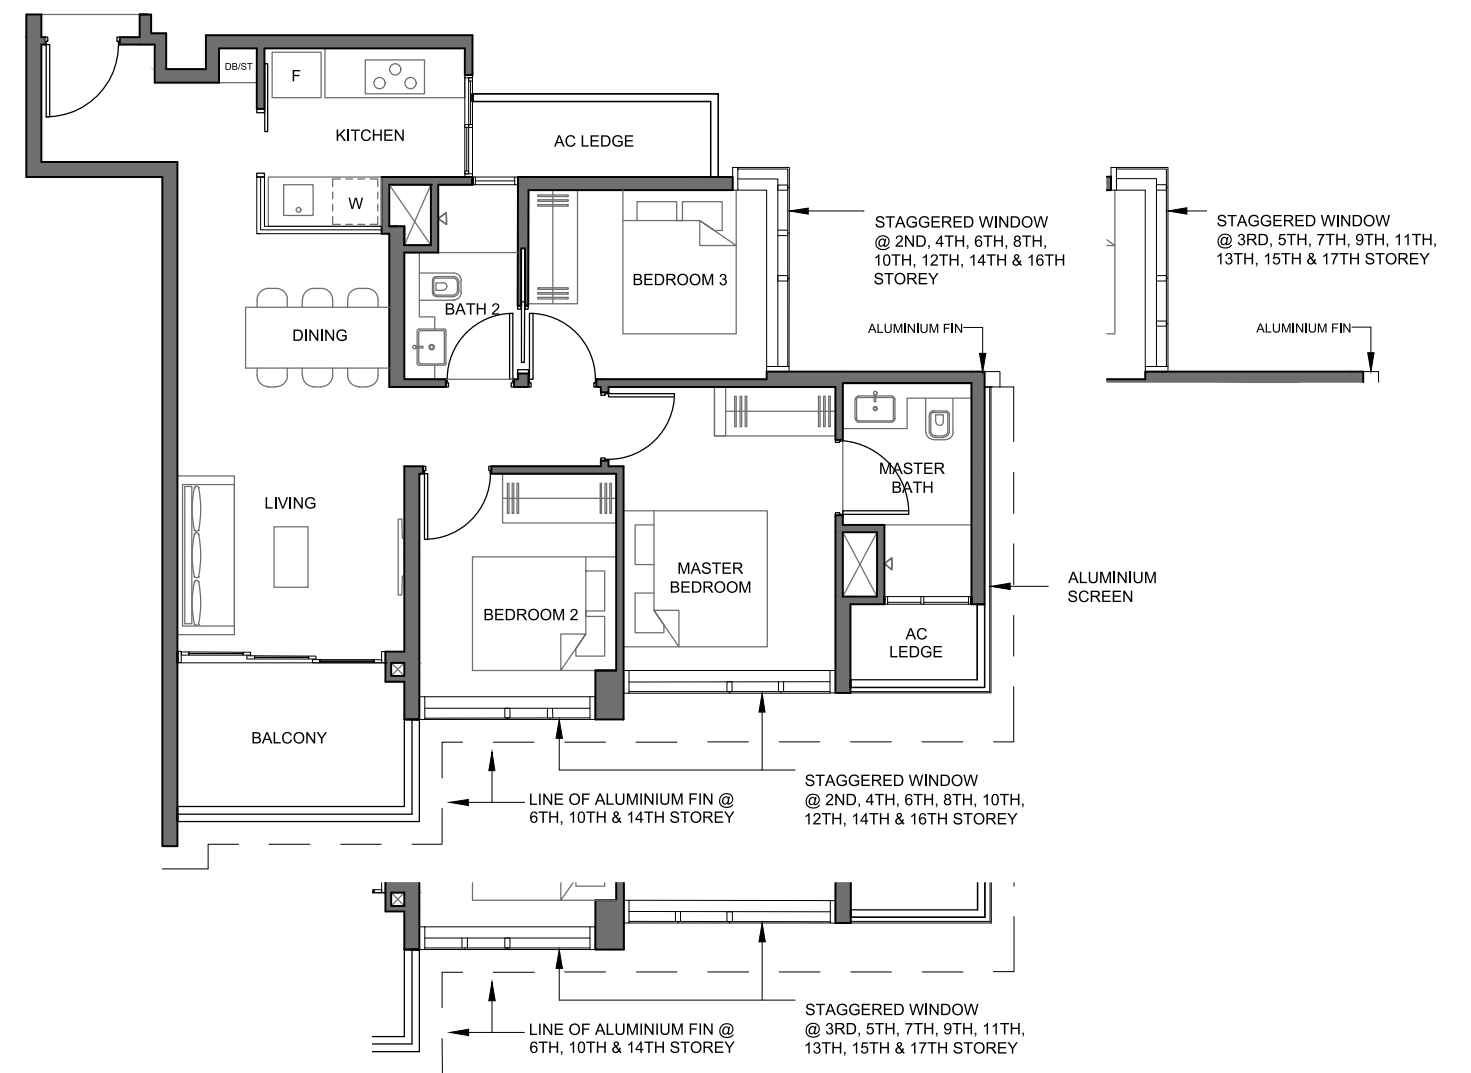 DB/ST
F
KITCHEN
AC LEDGE
W
STAGGERED WINDOW
@ 2ND, 4TH, 6TH, 8TH,
10TH, 12TH, 14TH & 16TH
STOREY
STAGGERED WINDOW
@ 3RD, 5TH, 7TH, 9TH, 11TH,
13TH, 15TH & 17TH STOREY
BEDROOM 3
BATH 2
DINING
ALUMINIUM FIN
ALUMINIUM FIN
MASTER
BATH
LIVING
MASTER
BEDROOM
ALUMINIUM
SCREEN
BEDROOM 2
AC
LEDGE
BALCONY
STAGGERED WINDOW
@ 2ND, 4TH, 6TH, 8TH, 10TH,
12TH, 14TH & 16TH STOREY
LINE OF ALUMINIUM FIN @
6TH, 10TH & 14TH STOREY
STAGGERED WINDOW
@ 3RD, 5TH, 7TH, 9TH, 11TH,
13TH, 15TH & 17TH STOREY
LINE OF ALUMINIUM FIN @
6TH, 10TH & 14TH STOREY